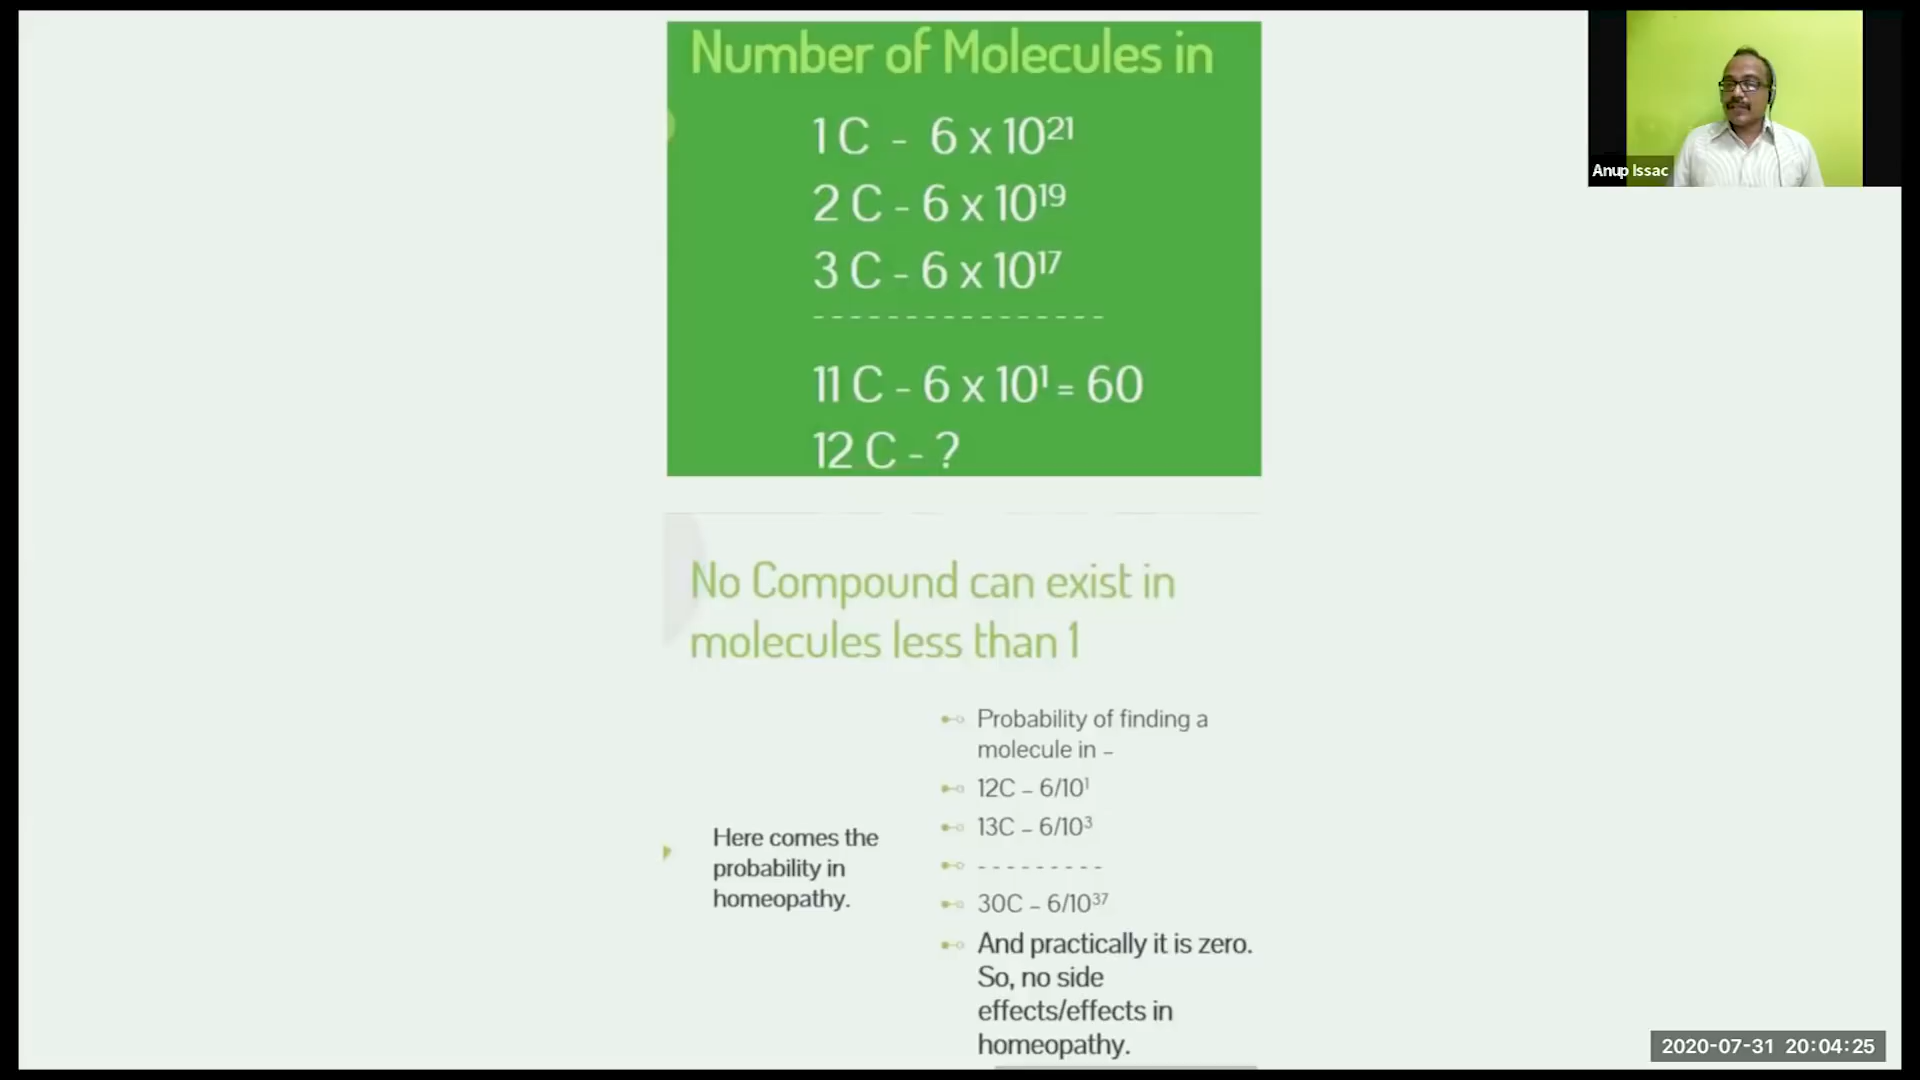 Number of Molecules in
1 C - 6 x 10²¹
2 C - 6 x 10¹⁹
3 C - 6 x 10¹⁷
----------------
11 C - 6 x 10¹ = 60
12 C - ?
No Compound can exist in
molecules less than 1
Here comes the
probability in
homeopathy.
Probability of finding a
molecule in –
12C – 6/10¹
13C – 6/10³
---------
30C – 6/10³⁷
And practically it is zero.
So, no side
effects/effects in
homeopathy.
Anup Issac
2020-07-31 20:04:25